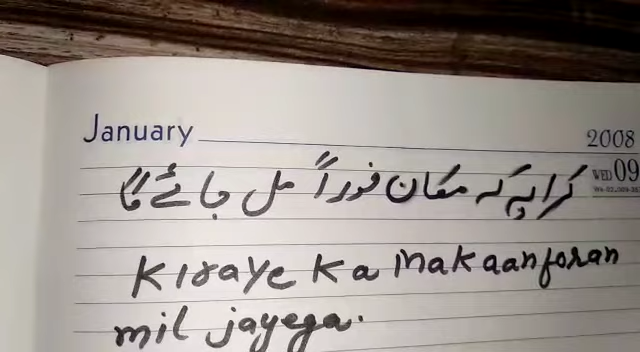 January 2008
WED 09
کرایہ کہ مکان فوراً مل جائے گا
Kiraye Ka makaan foran
mil jayega.